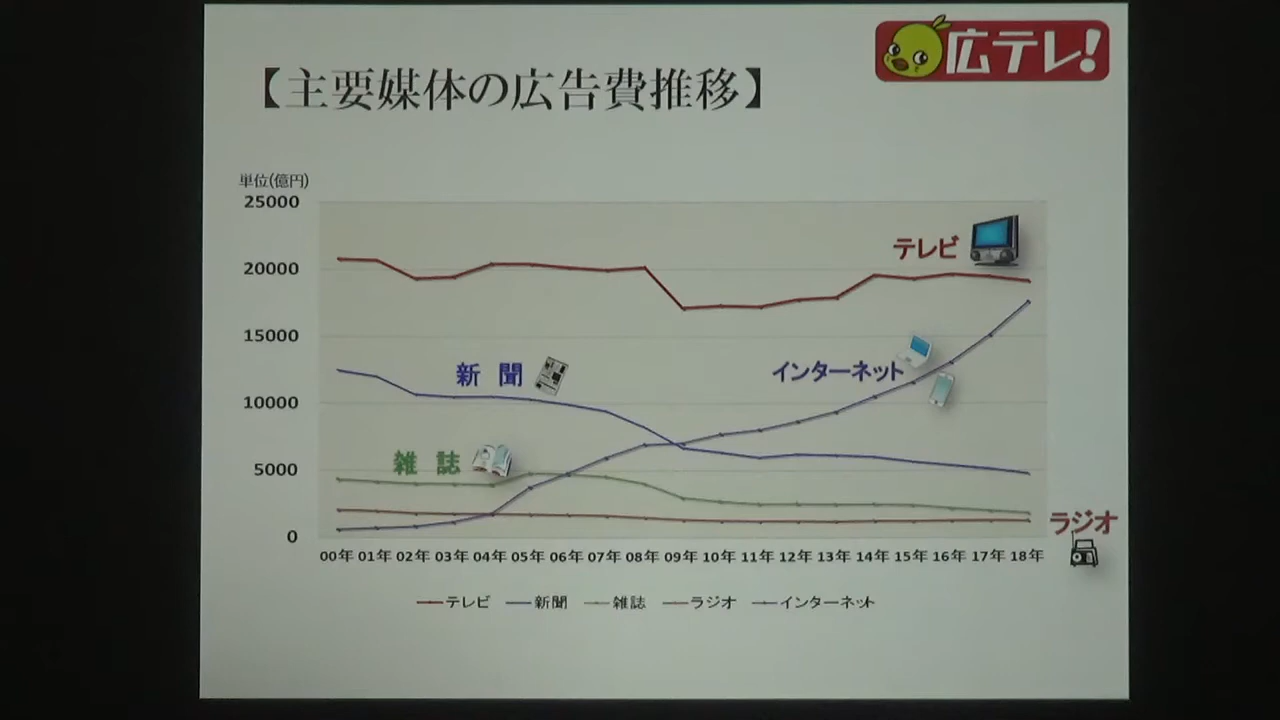 広テレ!
【主要媒体の広告費推移】
単位(億円)
25000
20000
15000
10000
5000
0
テレビ
新聞
インターネット
雑誌
ラジオ
00年 01年 02年 03年 04年 05年 06年 07年 08年 09年 10年 11年 12年 13年 14年 15年 16年 17年 18年
テレビ 新聞 雑誌 ラジオ インターネット